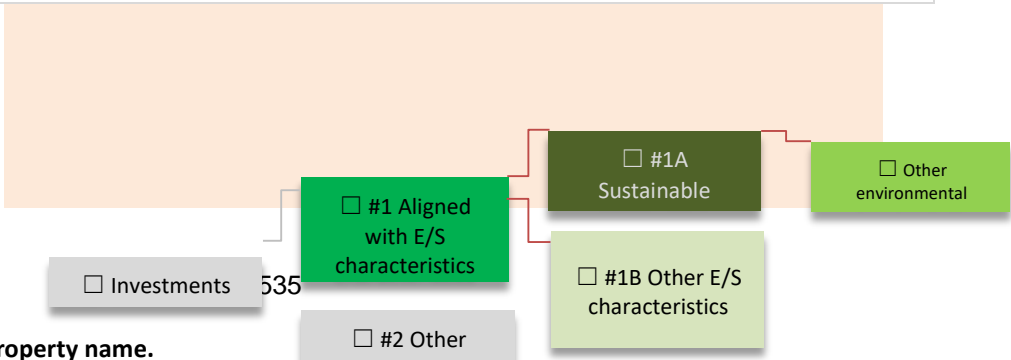 ☐ #1A
Sustainable
☐ Other
environmental
☐ #1 Aligned
with E/S
characteristics
☐ #1B Other E/S
characteristics
☐ Investments
535
☐ #2 Other
roperty name.